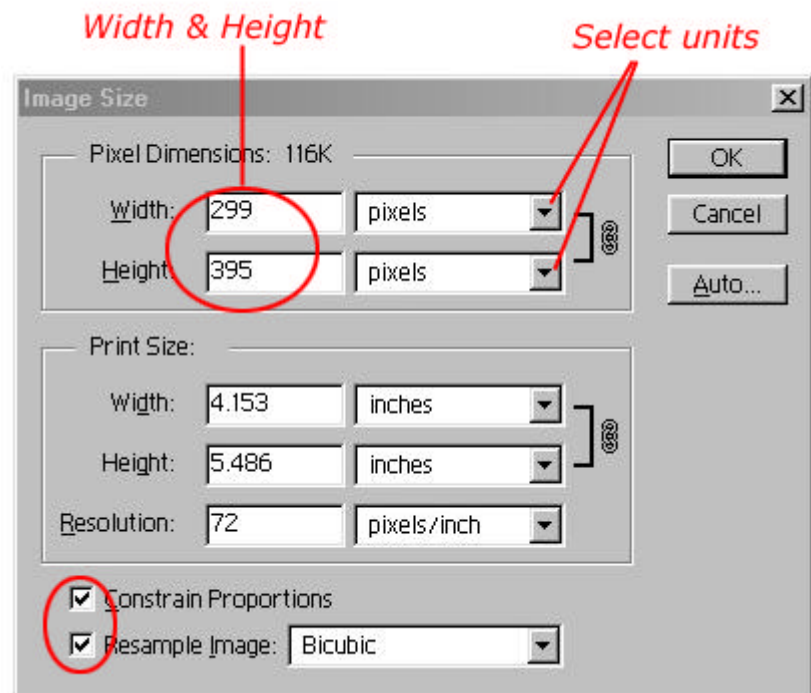 Width & Height
Select units
Image Size
Pixel Dimensions: 116K
OK
Width: 299 pixels
Cancel
Height: 395 pixels
Auto...
Print Size:
Width: 4.153 inches
Height: 5.486 inches
Resolution: 72 pixels/inch
Constrain Proportions
Resample Image: Bicubic